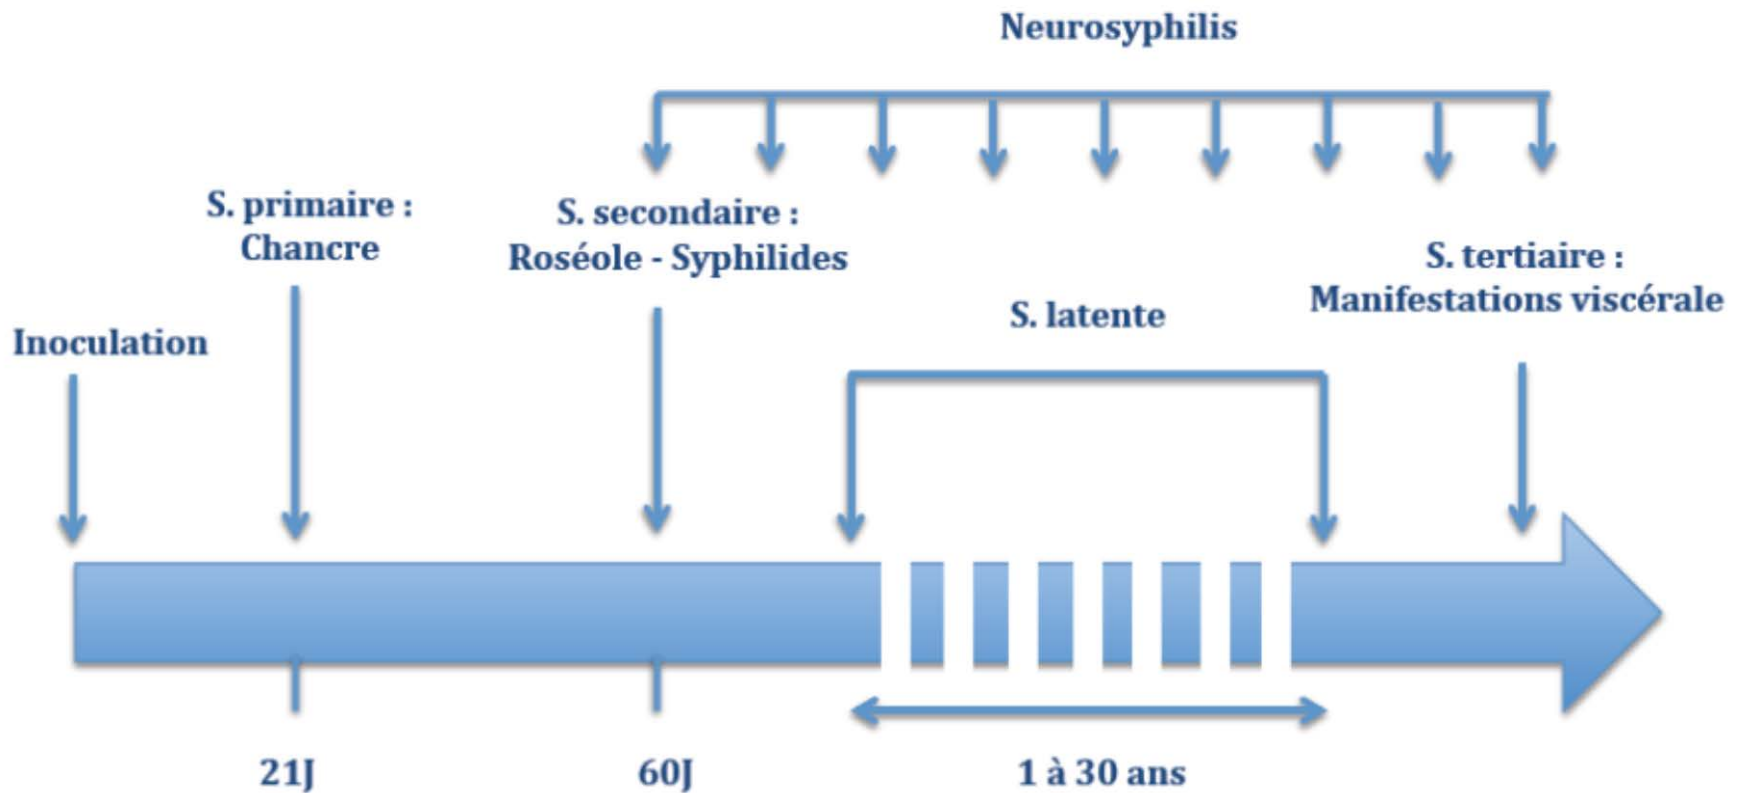 Neurosyphilis
S. primaire :
Chancre
S. secondaire :
Roséole - Syphilides
S. tertiaire :
Manifestations viscérale
S. latente
Inoculation
21J
60J
1 à 30 ans